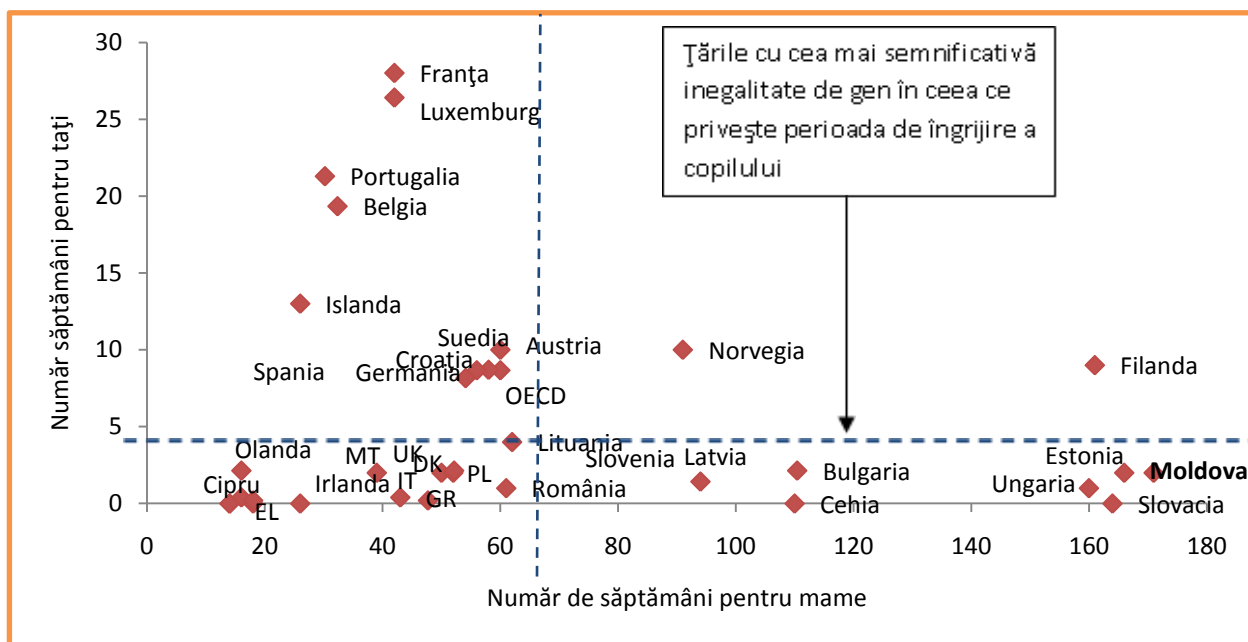 Ţările cu cea mai semnificativă
inegalitate de gen în ceea ce
priveşte perioada de îngrijire a
copilului
Număr săptămâni pentru taţi
30
25
20
15
10
5
0
Franţa
Luxemburg
Portugalia
Belgia
Islanda
Suedia
Austria
Croaţia
Spania
Germania
OECD
Norvegia
Filanda
Lituania
Olanda
MT
UK
DK
PL
Slovenia
Latvia
Bulgaria
Estonia
Moldova
Cipru
EL
Irlanda
IT
GR
România
Cehia
Ungaria
Slovacia
0 20 40 60 80 100 120 140 160 180
Număr de săptămâni pentru mame